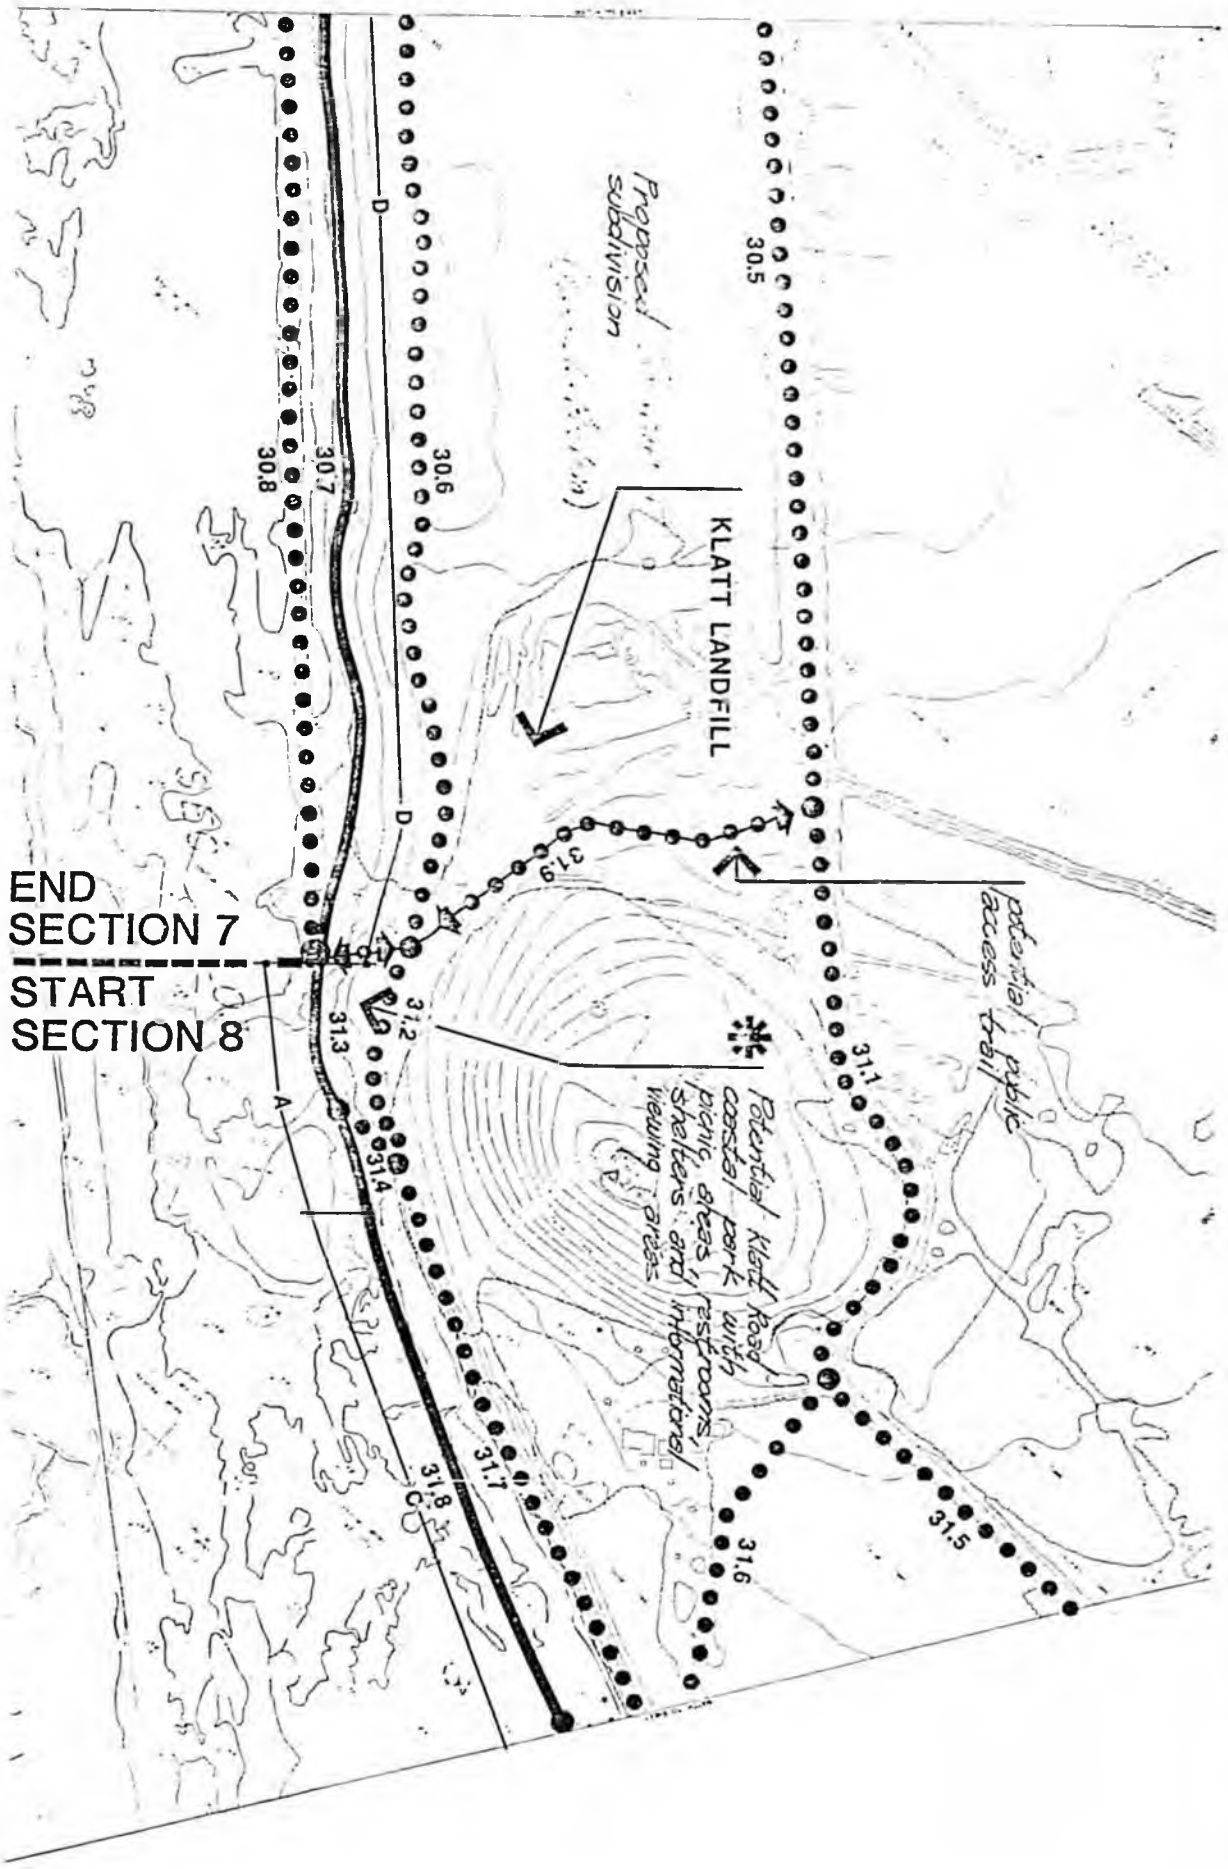 30.5
30.6
30.7
30.8
D
Proposed
subdivision
KLATT LANDFILL
potential public
access trail
31.9
D
END
SECTION 7
START
SECTION 8
31.1
31.2
31.3
31.4
A
Potential Klatt Road
coastal park with
picnic areas, restrooms,
shelters and informational
viewing areas
31.5
31.6
31.7
31.8
C